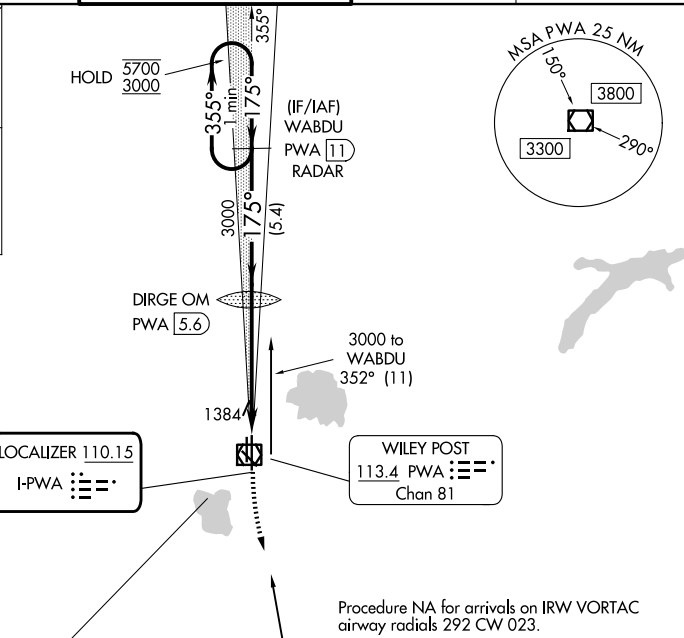 HOLD 5700
3000
355°
1 min
175°
355°
(IF/IAF)
WABDU
PWA 11
RADAR
3000
175°
(5.4)
MSA PWA 25 NM
150°
3800
3300
290°
DIRGE OM
PWA 5.6
3000 to
WABDU
352° (11)
1384
LOCALIZER 110.15
I-PWA
WILEY POST
113.4 PWA
Chan 81
Procedure NA for arrivals on IRW VORTAC
airway radials 292 CW 023.